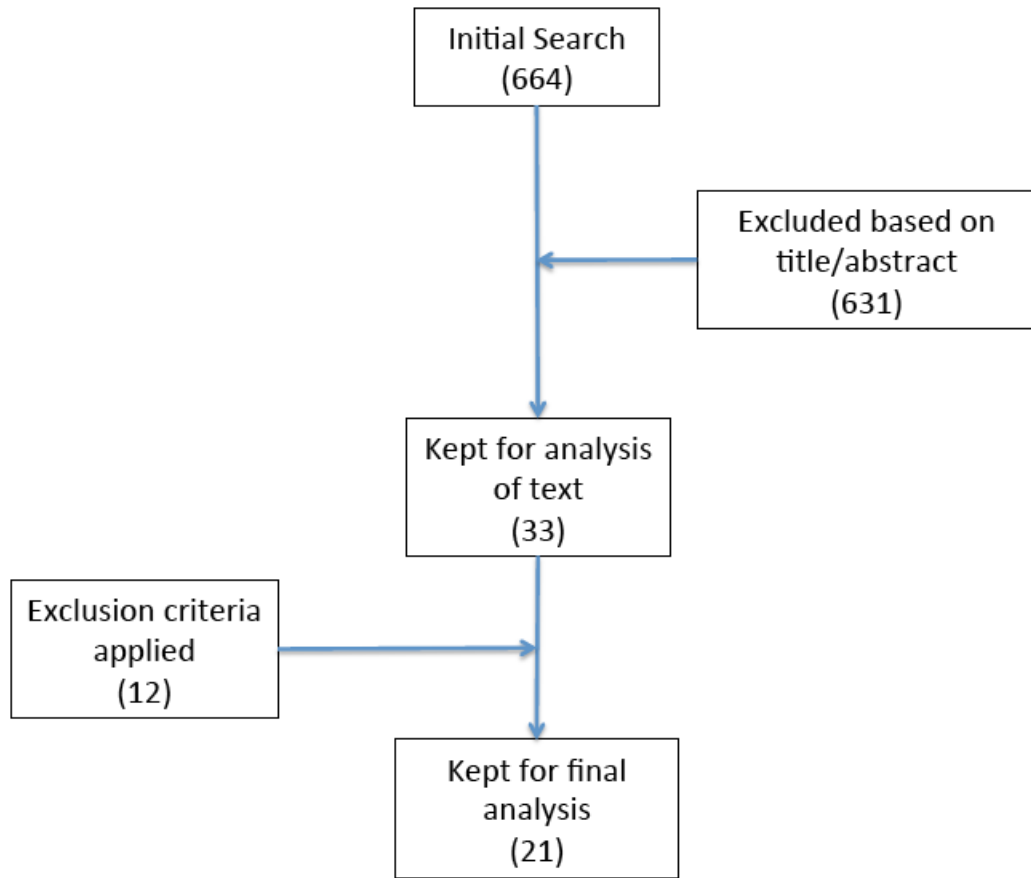 Initial Search
(664)
Excluded based on
title/abstract
(631)
Kept for analysis
of text
(33)
Exclusion criteria
applied
(12)
Kept for final
analysis
(21)